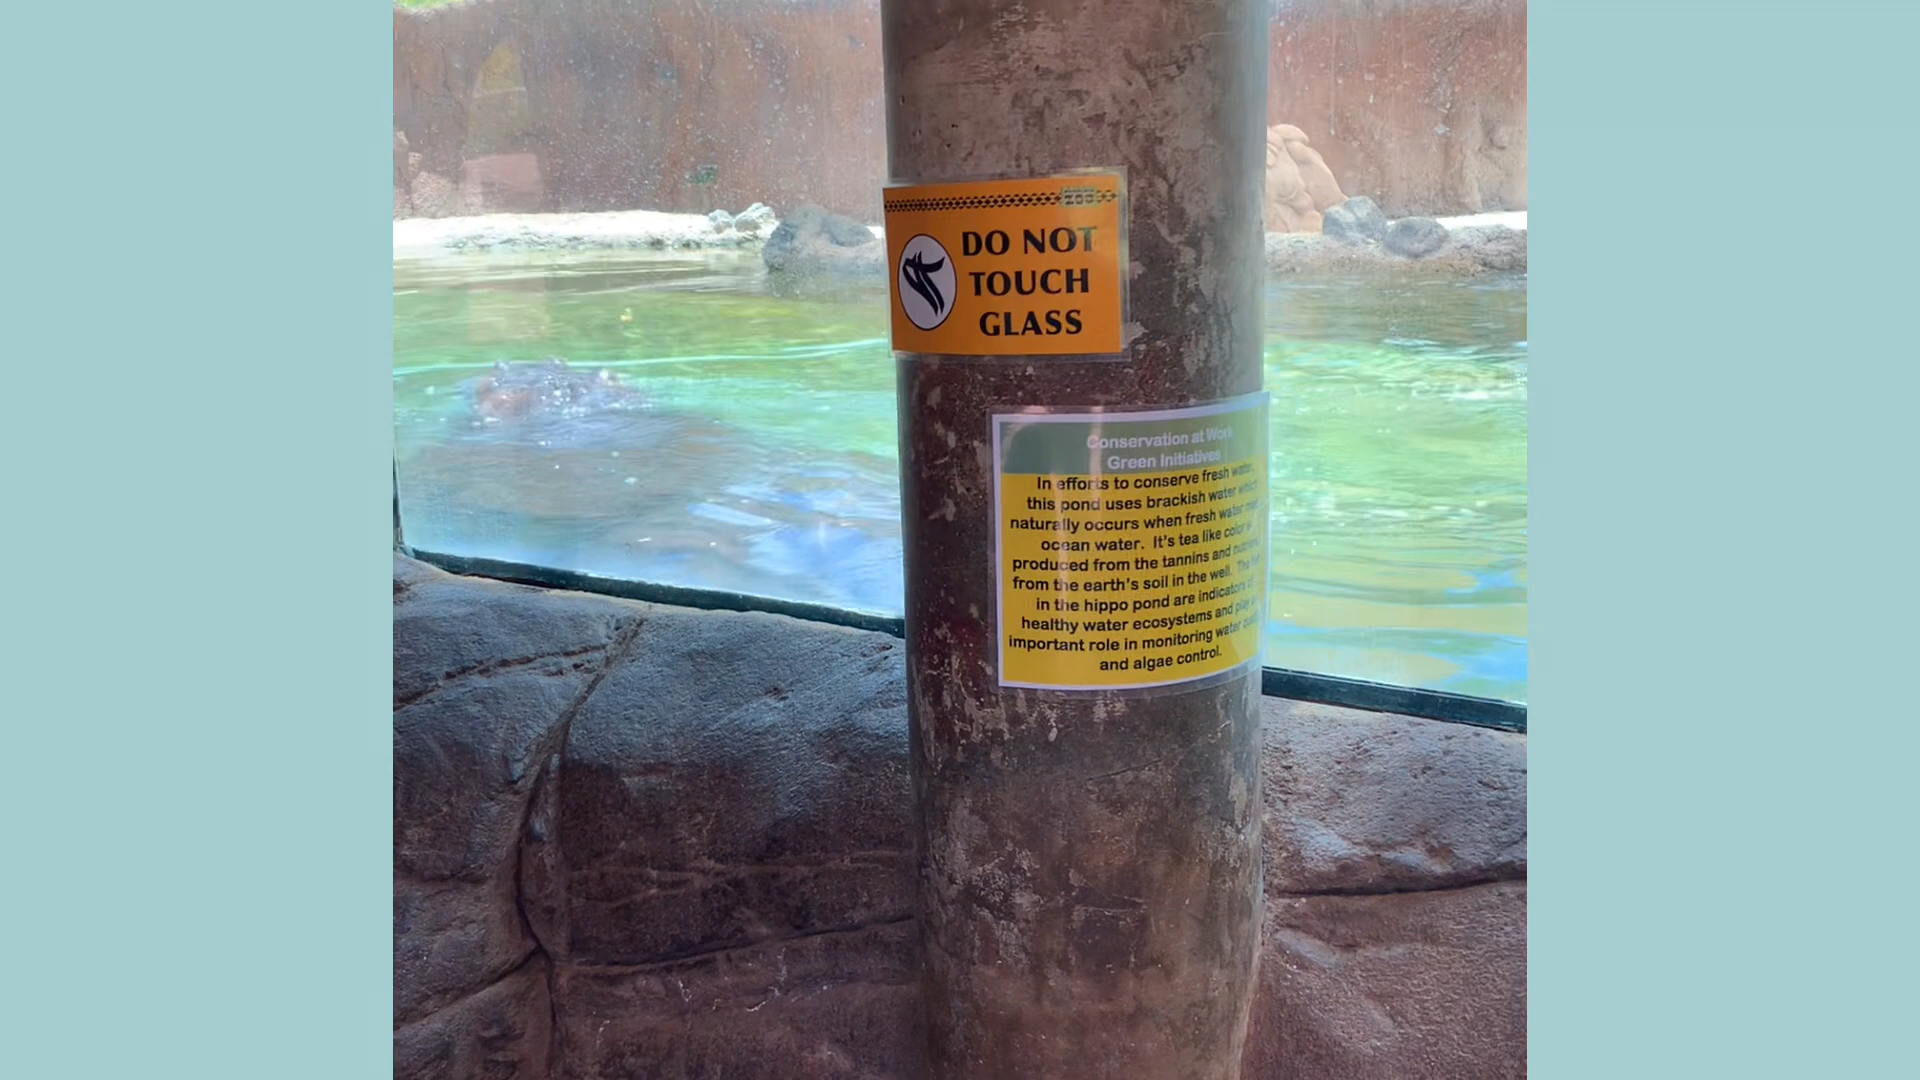 ZOO
DO NOT
TOUCH
GLASS
Conservation at Work
Green Initiatives
In efforts to conserve fresh water,
this pond uses brackish water which
naturally occurs when fresh water
ocean water. It's tea like color
produced from the tannins and
from the earth's soil in the well. The
in the hippo pond are indicators of
healthy water ecosystems and play
important role in monitoring water
and algae control.